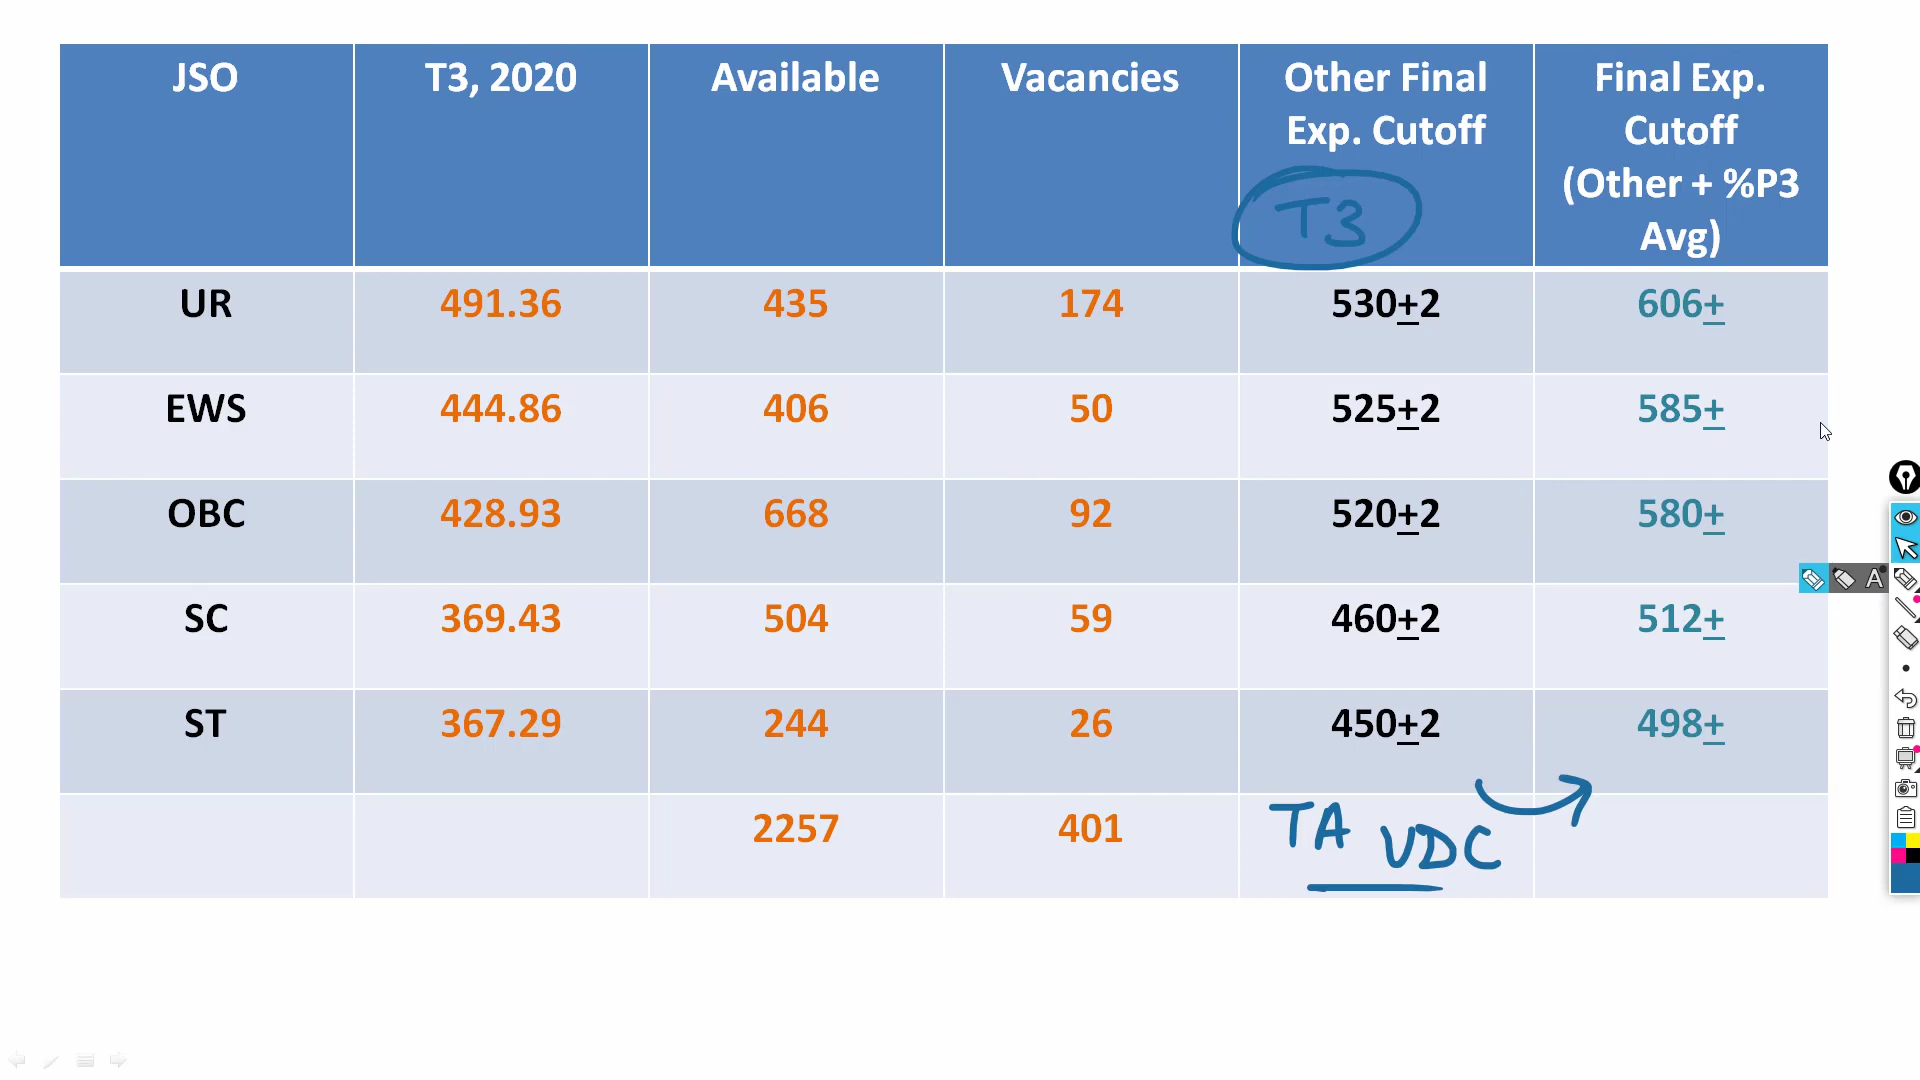 JSO T3, 2020 Available Vacancies Other Final Exp. Cutoff Final Exp. Cutoff (Other + %P3 Avg)
T3
UR 491.36 435 174 530±2 606±
EWS 444.86 406 50 525±2 585±
OBC 428.93 668 92 520±2 580±
SC 369.43 504 59 460±2 512±
ST 367.29 244 26 450±2 498±
2257 401 TA UDC
A